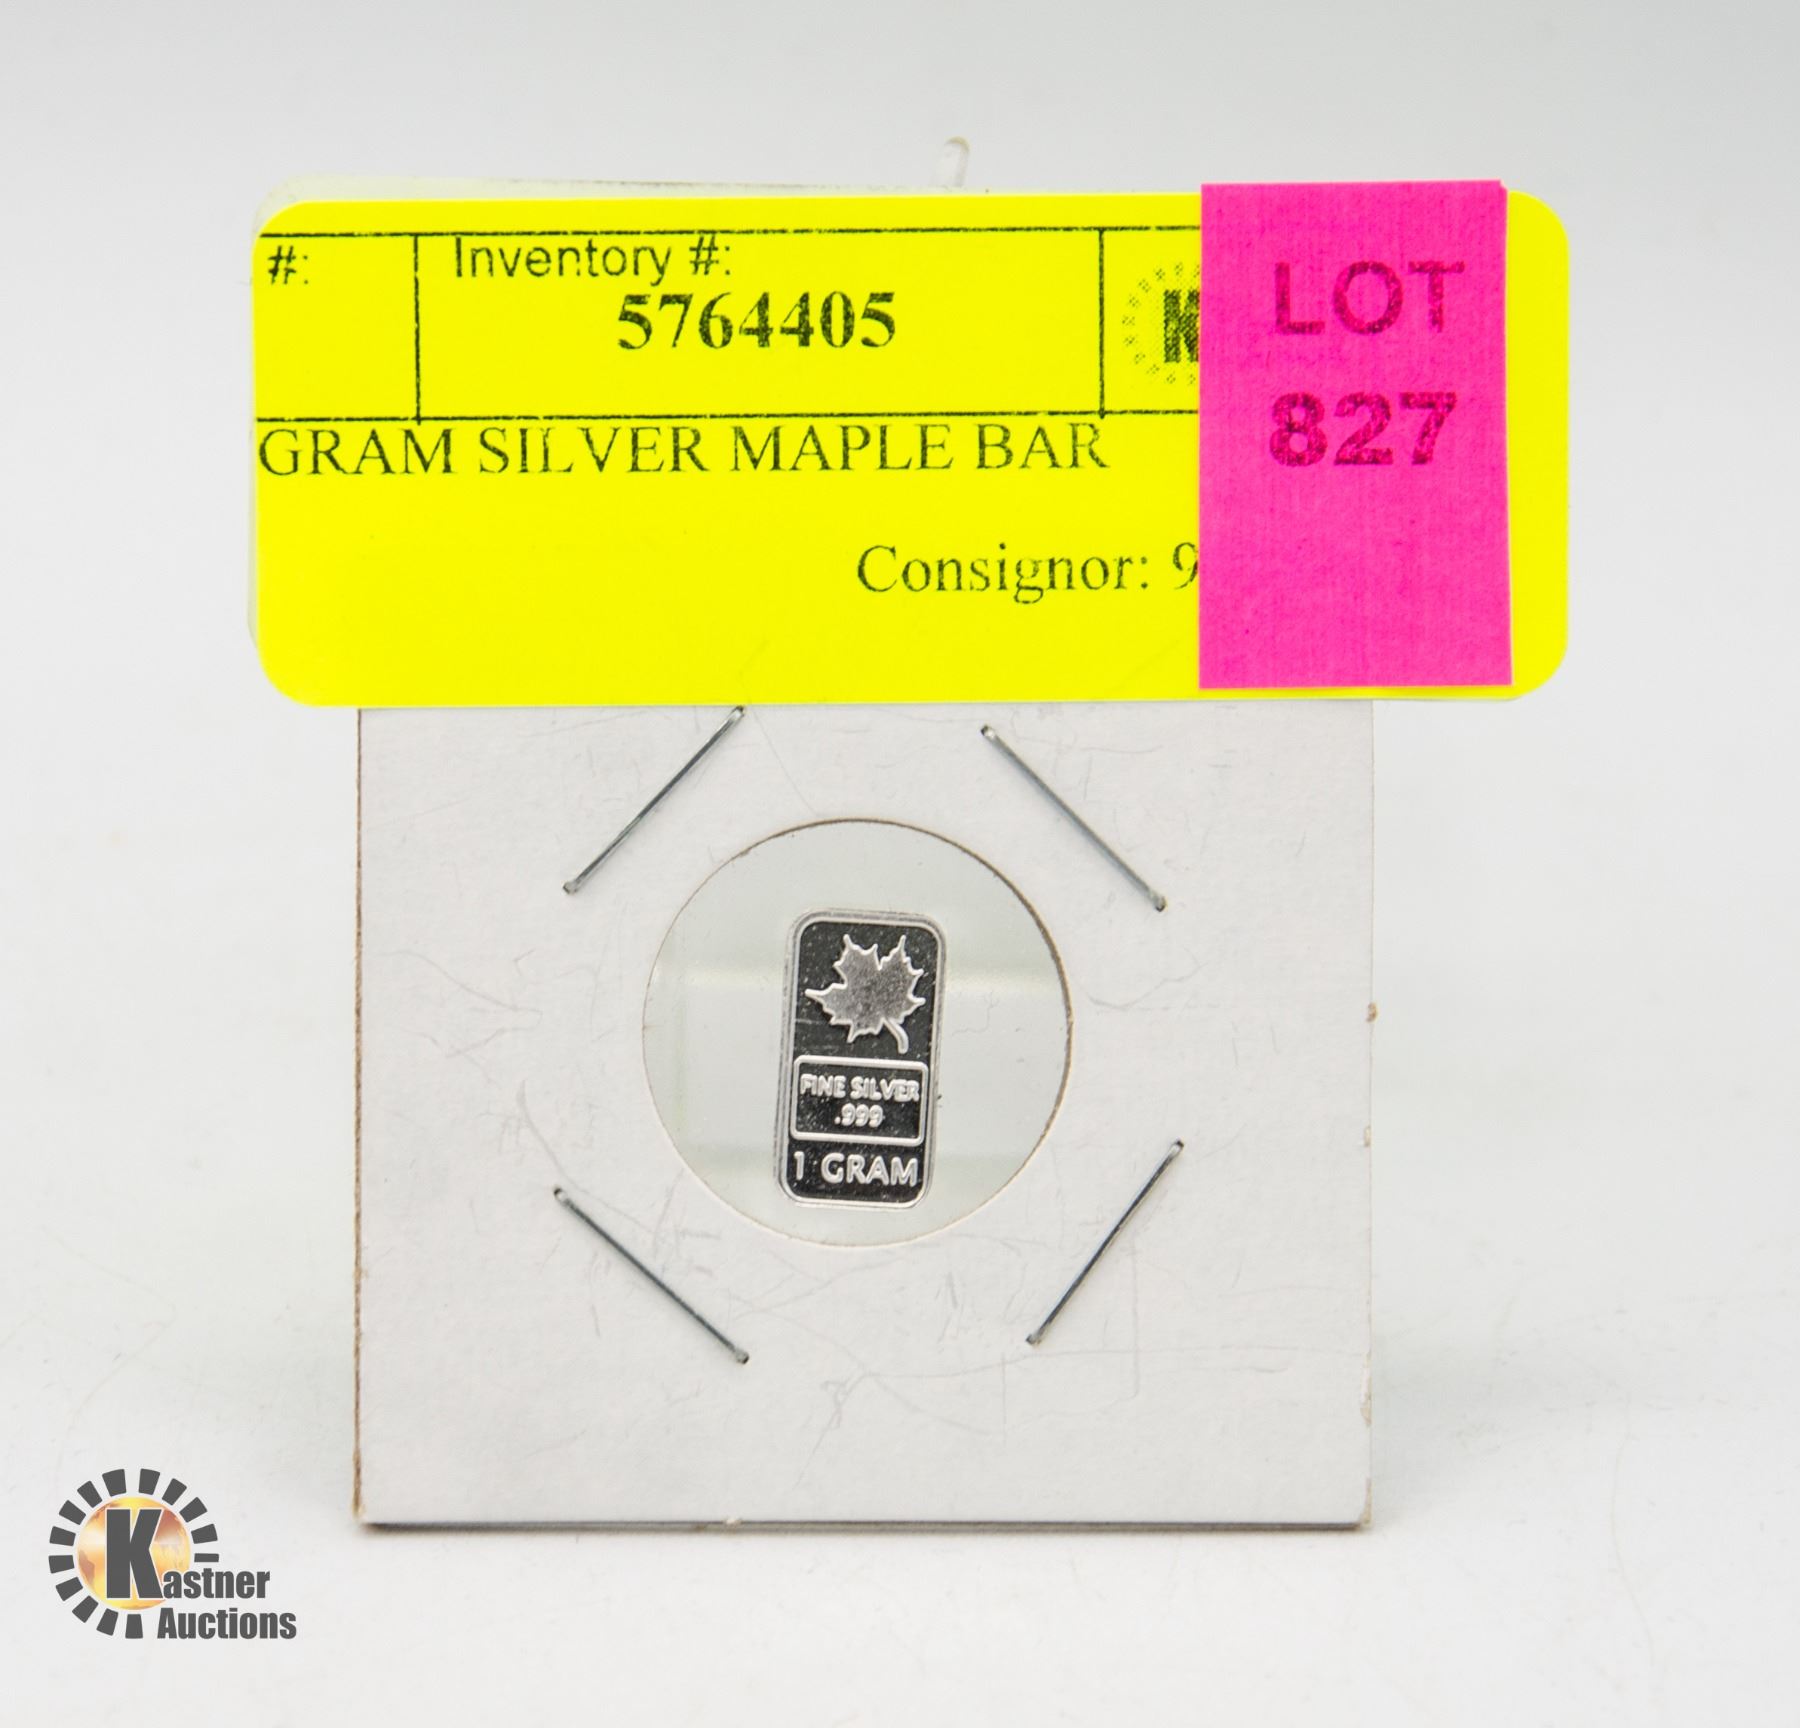 #:
Inventory #:
5764405
K
LOT
827
GRAM SILVER MAPLE BAR
Consignor: 9
FINE SILVER
.999
1 GRAM
Kastner
Auctions